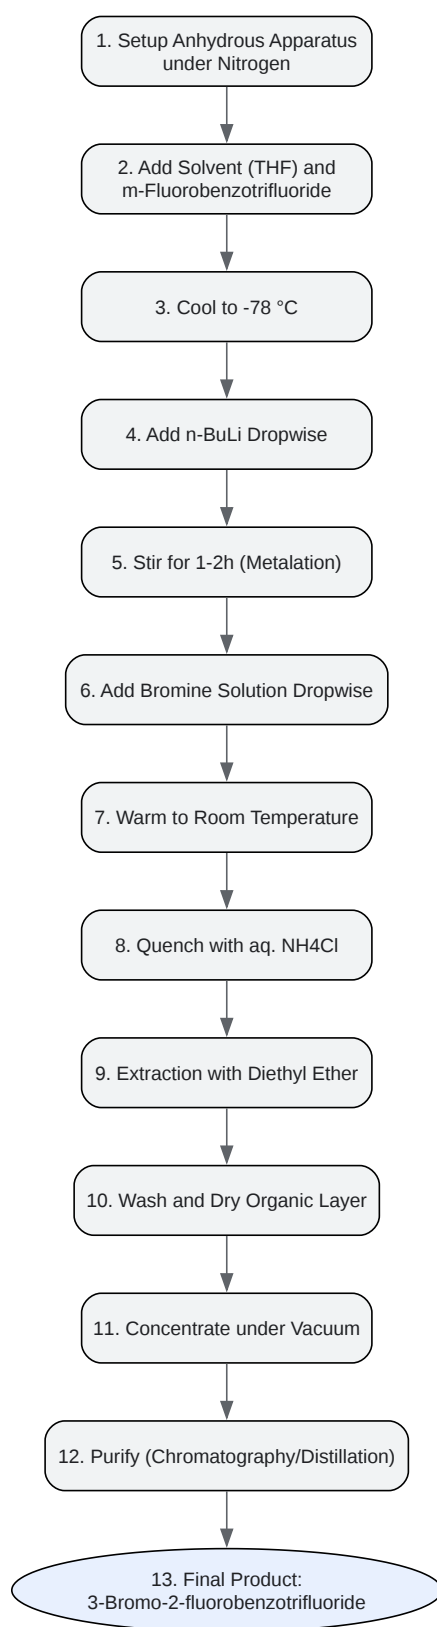 1. Setup Anhydrous Apparatus
under Nitrogen
2. Add Solvent (THF) and
m-Fluorobenzotrifluoride
3. Cool to -78 °C
4. Add n-BuLi Dropwise
5. Stir for 1-2h (Metalation)
6. Add Bromine Solution Dropwise
7. Warm to Room Temperature
8. Quench with aq. NH4Cl
9. Extraction with Diethyl Ether
10. Wash and Dry Organic Layer
11. Concentrate under Vacuum
12. Purify (Chromatography/Distillation)
13. Final Product:
3-Bromo-2-fluorobenzotrifluoride